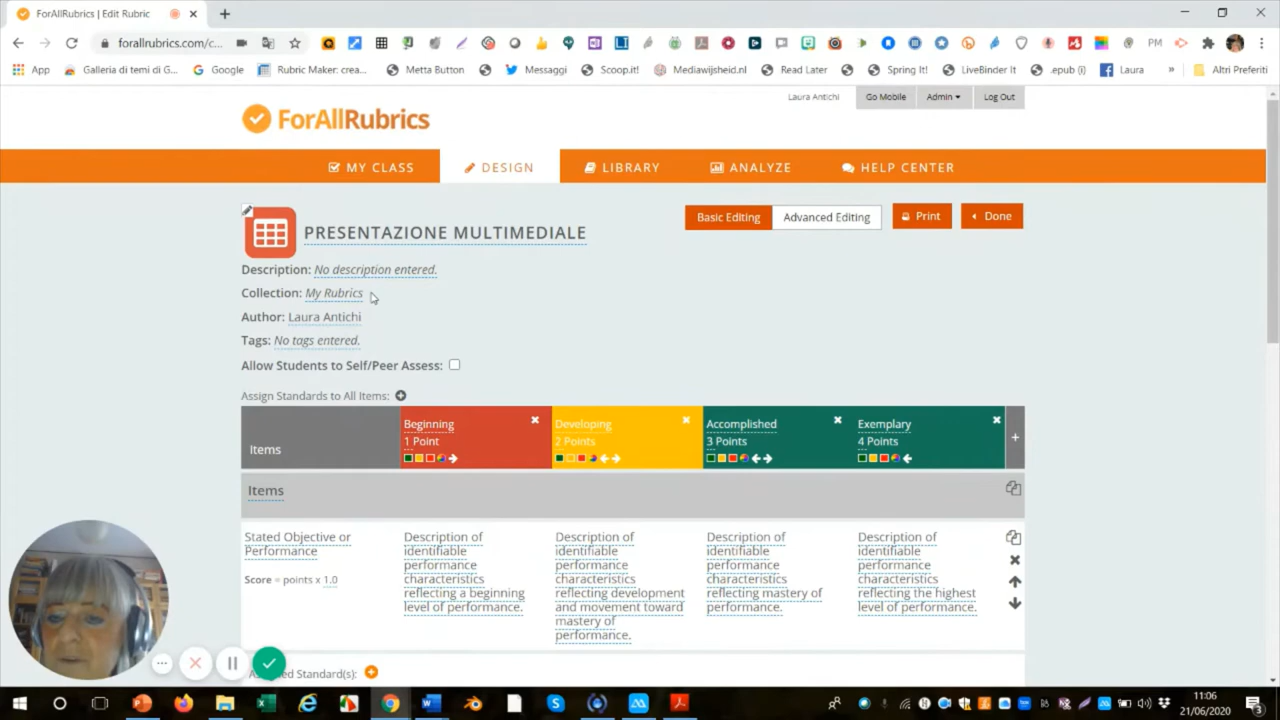 ForAllRubrics | Edit Rubric
forallrubrics.com/c...
PM
App
Galleria di temi di G...
Google
Rubric Maker: crea...
Metta Button
Messaggi
Scoop.it!
Mediawijsheid.nl
Read Later
Spring It!
LiveBinder It
.epub (i)
Laura
»
Altri Preferiti
Laura Antichi
Go Mobile
Admin
Log Out
ForAllRubrics
MY CLASS
DESIGN
LIBRARY
ANALYZE
HELP CENTER
PRESENTAZIONE MULTIMEDIALE
Basic Editing
Advanced Editing
Print
Done
Description: No description entered.
Collection: My Rubrics
Author: Laura Antichi
Tags: No tags entered.
Allow Students to Self/Peer Assess:
Assign Standards to All Items:
Items
Beginning
1 Point
Developing
2 Points
Accomplished
3 Points
Exemplary
4 Points
Items
Stated Objective or
Performance
Score = points x 1.0
Description of
identifiable
performance
characteristics
reflecting a beginning
level of performance.
Description of
identifiable
performance
characteristics
reflecting development
and movement toward
mastery of
performance.
Description of
identifiable
performance
characteristics
reflecting mastery of
performance.
Description of
identifiable
performance
characteristics
reflecting the highest
level of performance.
Standard(s):
11:06
21/06/2020
3